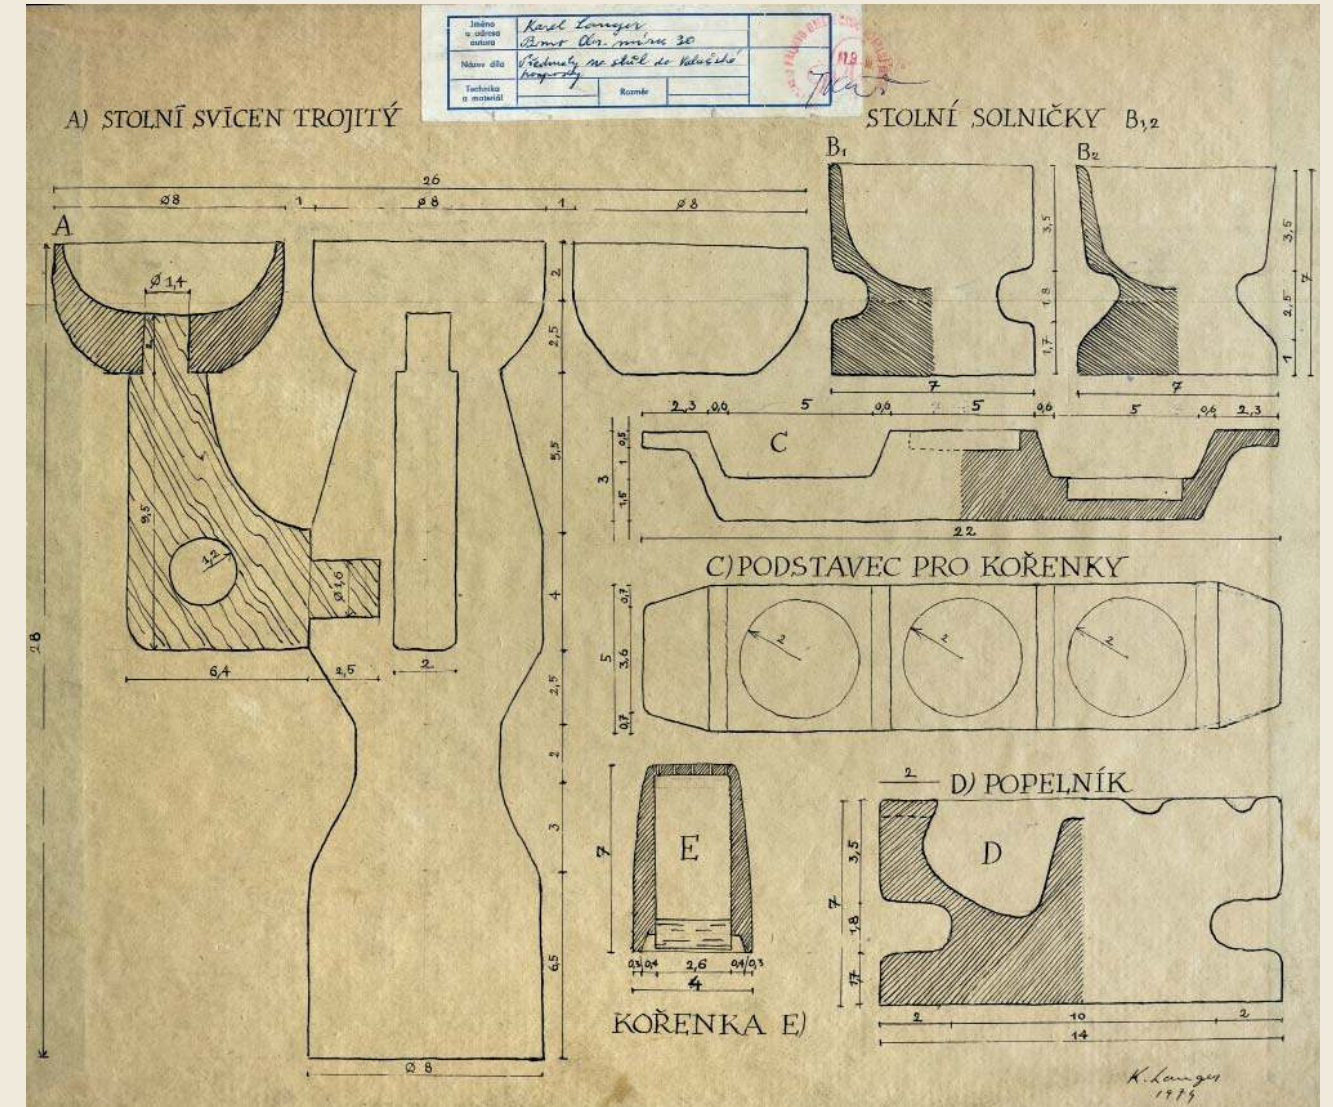 Jméno
a adresa
autora
Karel Langer
Brno Obr. míru 30
Název díla
Předměty na stůl do Valašské
hospody
Technika
a materiál
Rozměr
A) STOLNÍ SVÍCEN TROJITÝ
STOLNÍ SOLNIČKY B1,2
26
Ø8 1 Ø8 1 Ø8
A
Ø 1,4
2
9,5
1,2
Ø 1,6
6,4 2,5 2
28
2
2,5
5,5
4
2,5
2
3
6,5
Ø 8
B1
3,5
1,8
1,7
7
B2
3,5
2,5
1
7
7
2,3 0,6 5 0,6 5 0,6 5 0,6 2,3
C
3
0,5
1
1,5
22
C) PODSTAVEC PRO KOŘENKY
5
0,7
3,6
0,7
2 2 2
E
7
0,3 0,4 2,6 0,4 0,3
4
KOŘENKA E)
2
D) POPELNÍK
D
7
3,5
1,8
1,7
2 10 2
14
K. Langer
1974